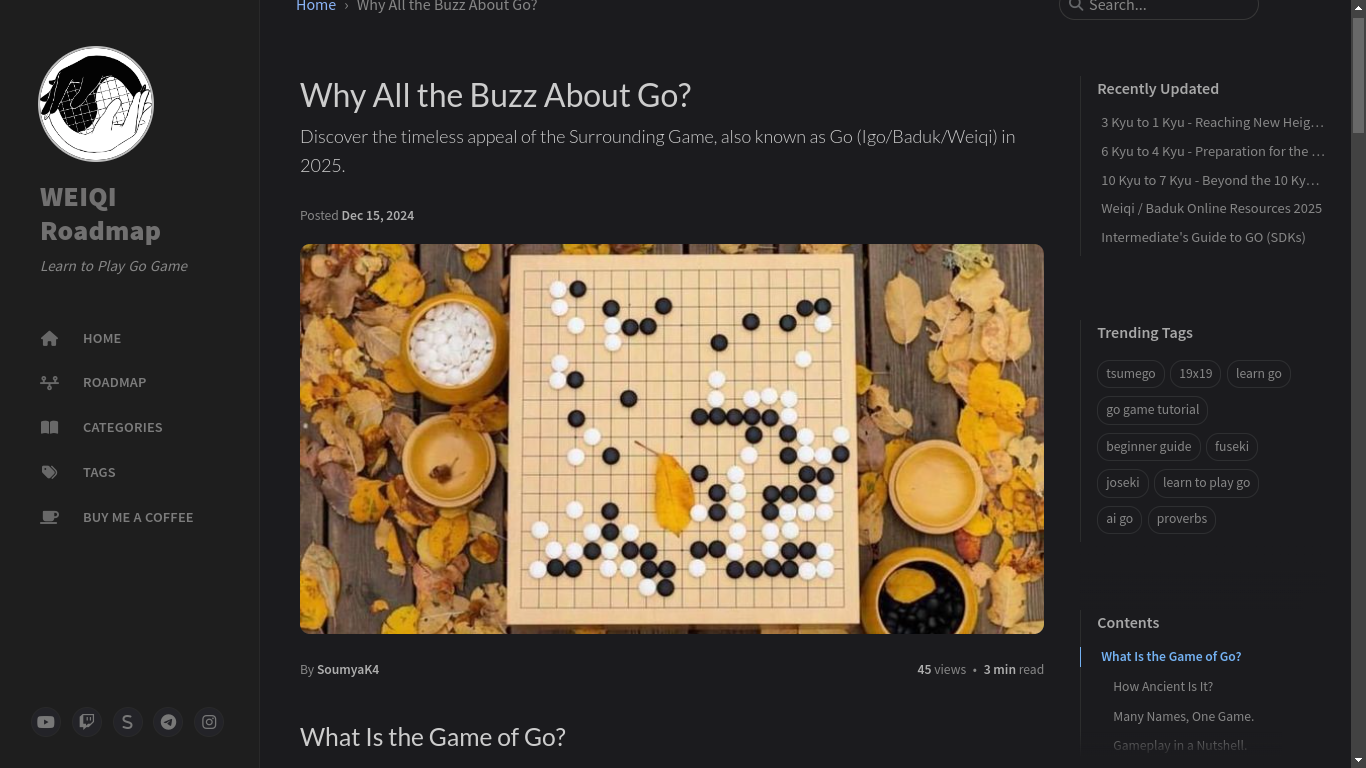 WEIQI
Roadmap
Learn to Play Go Game
HOME
ROADMAP
CATEGORIES
TAGS
BUY ME A COFFEE
Home › Why All the Buzz About Go?
Search...
Why All the Buzz About Go?
Discover the timeless appeal of the Surrounding Game, also known as Go (Igo/Baduk/Weiqi) in
2025.
Posted Dec 15, 2024
By SoumyaK4
45 views • 3 min read
What Is the Game of Go?
Recently Updated
3 Kyu to 1 Kyu - Reaching New Heig...
6 Kyu to 4 Kyu - Preparation for the ...
10 Kyu to 7 Kyu - Beyond the 10 Ky...
Weiqi / Baduk Online Resources 2025
Intermediate's Guide to GO (SDKs)
Trending Tags
tsumego 19x19 learn go
go game tutorial
beginner guide fuseki
joseki learn to play go
ai go proverbs
Contents
What Is the Game of Go?
How Ancient Is It?
Many Names, One Game.
Gameplay in a Nutshell.